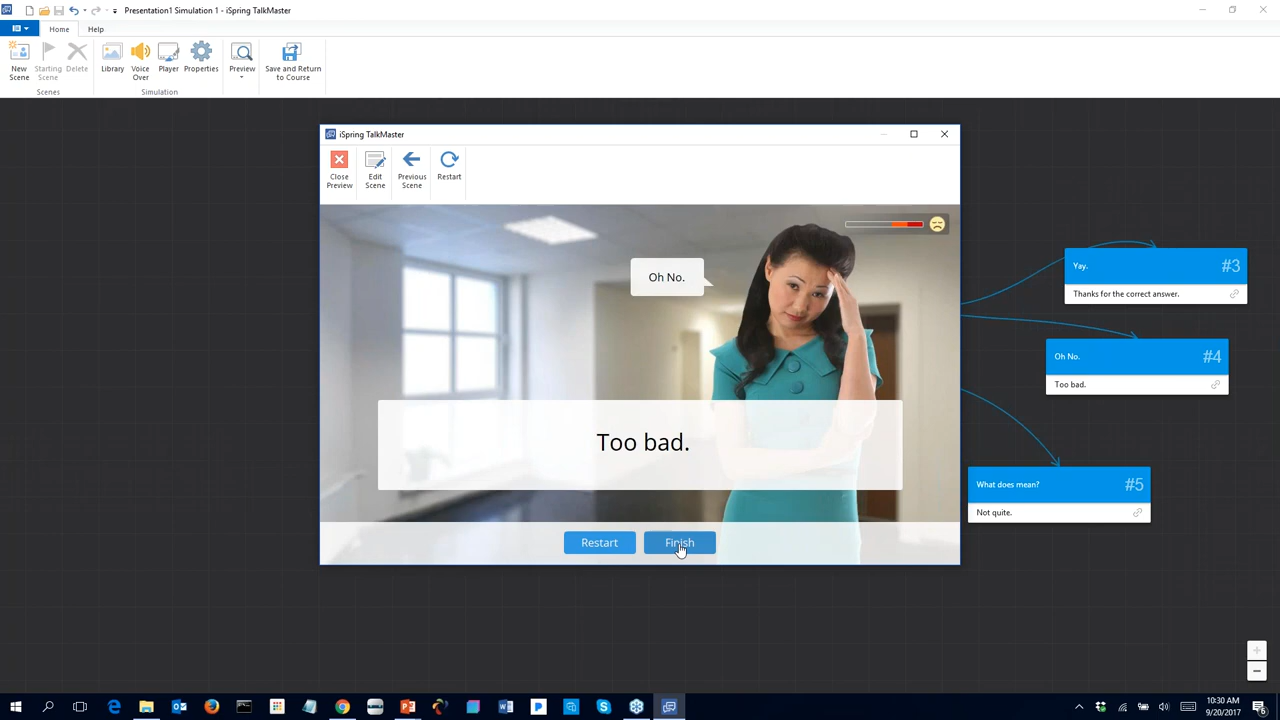 Presentation1 Simulation 1 - iSpring TalkMaster
Home
Help
New Scene
Starting Scene
Delete
Library
Voice Over
Player
Properties
Preview
Save and Return to Course
Scenes
Simulation
iSpring TalkMaster
Close Preview
Edit Scene
Previous Scene
Restart
Oh No.
Too bad.
Restart
Finish
Yay.
#3
Thanks for the correct answer.
Oh No.
#4
Too bad.
What does mean?
#5
Not quite.
10:30 AM
9/20/2017